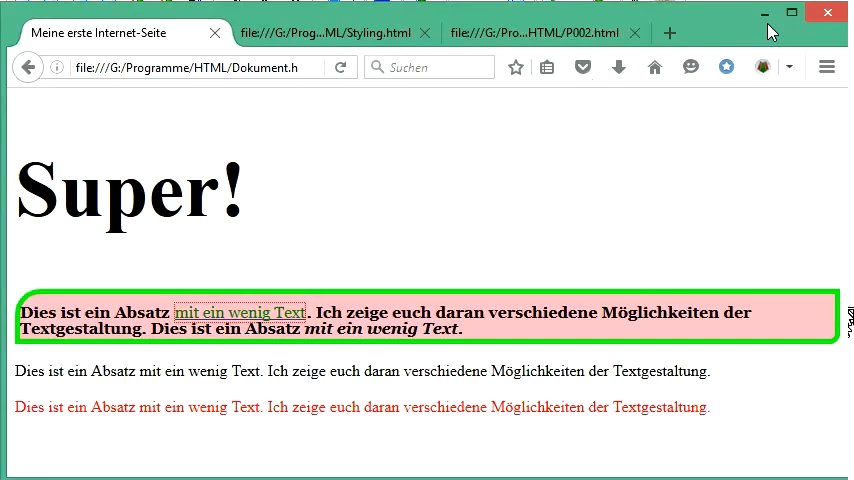 Meine erste Internet-Seite
file:///G:/Prog...ML/Styling.html
file:///G:/Pro...HTML/P002.html
file:///G:/Programme/HTML/Dokument.h
Suchen
Super!
Dies ist ein Absatz mit ein wenig Text. Ich zeige euch daran verschiedene Möglichkeiten der
Textgestaltung. Dies ist ein Absatz mit ein wenig Text.
Dies ist ein Absatz mit ein wenig Text. Ich zeige euch daran verschiedene Möglichkeiten der Textgestaltung.
Dies ist ein Absatz mit ein wenig Text. Ich zeige euch daran verschiedene Möglichkeiten der Textgestaltung.